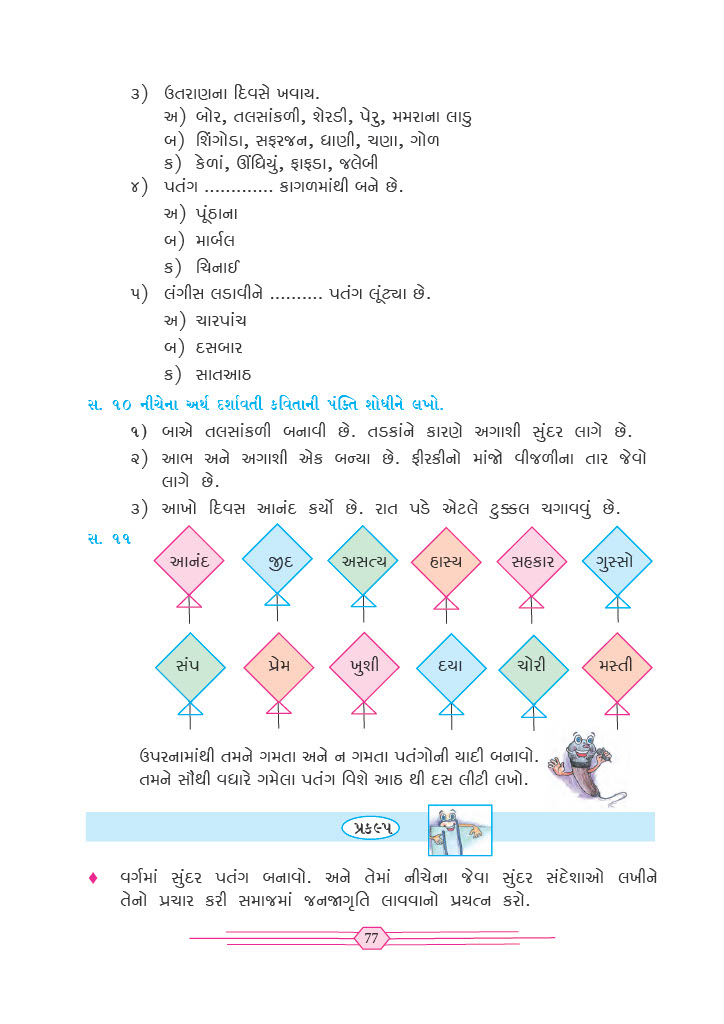 ૩) ઉતરાણના દિવસે ખવાય.
અ) બોર, તલસાંકળી, શેરડી, પેરુ, મમરાના લાડુ
બ) શિંગોડા, સફરજન, ધાણી, ચણા, ગોળ
ક) કેળાં, ઊંધિયું, ફાફડા, જલેબી
૪) પતંગ ............. કાગળમાંથી બને છે.
અ) પૂંઠાના
બ) માર્બલ
ક) ચિનાઈ
૫) લંગીસ લડાવીને .......... પતંગ લૂંટ્યા છે.
અ) ચારપાંચ
બ) દસબાર
ક) સાતઆઠ
સ. ૧૦ નીચેના અર્થ દર્શાવતી કવિતાની પંક્તિ શોધીને લખો.
૧) બાએ તલસાંકળી બનાવી છે. તડકાંને કારણે અગાશી સુંદર લાગે છે.
૨) આભ અને અગાશી એક બન્યા છે. ફીરકીનો માંજો વીજળીના તાર જેવો
લાગે છે.
૩) આખો દિવસ આનંદ કર્યો છે. રાત પડે એટલે ટુક્કલ ચગાવવું છે.
સ. ૧૧
આનંદ જીદ અસત્ય હાસ્ય સહકાર ગુસ્સો
સંપ પ્રેમ ખુશી દયા ચોરી મસ્તી
ઉપરનામાંથી તમને ગમતા અને ન ગમતા પતંગોની યાદી બનાવો.
તમને સૌથી વધારે ગમેલા પતંગ વિશે આઠ થી દસ લીટી લખો.
પ્રકલ્પ
♦ વર્ગમાં સુંદર પતંગ બનાવો. અને તેમાં નીચેના જેવા સુંદર સંદેશાઓ લખીને
તેનો પ્રચાર કરી સમાજમાં જનજાગૃતિ લાવવાનો પ્રયત્ન કરો.
77